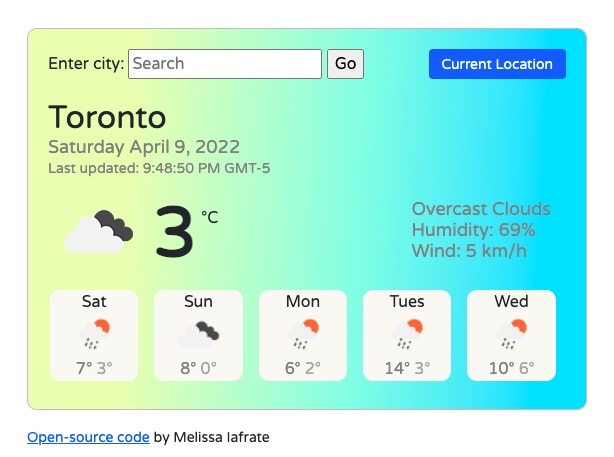 Enter city: Search Go Current Location
Toronto
Saturday April 9, 2022
Last updated: 9:48:50 PM GMT-5
3 °C
Overcast Clouds
Humidity: 69%
Wind: 5 km/h
Sat Sun Mon Tues Wed
7° 3° 8° 0° 6° 2° 14° 3° 10° 6°
Open-source code by Melissa Iafrate